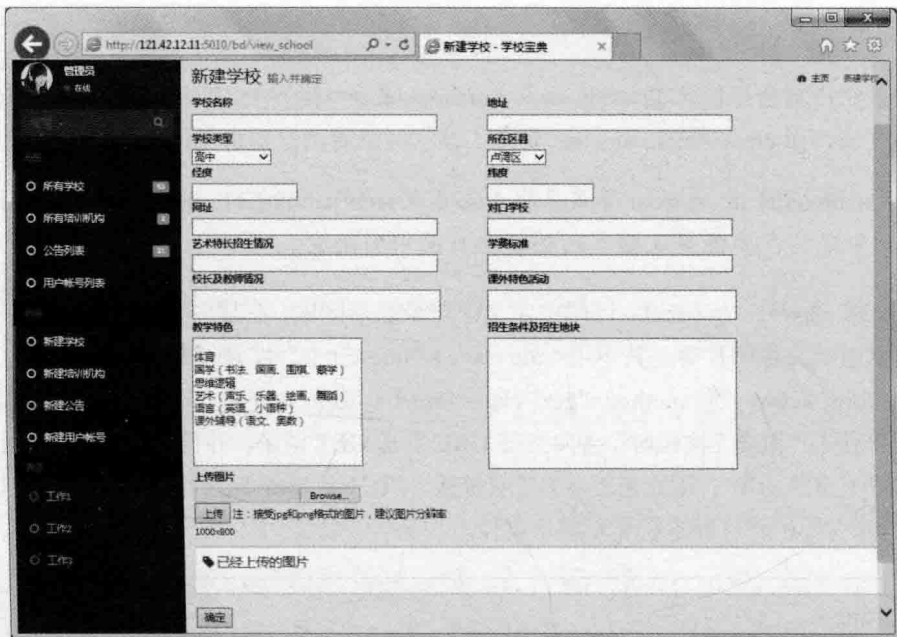 http://121.42.12.11:5010/bd/view_school
新建学校 - 学校宝典
管理员
在线
新建学校 输入并确定
主页
新建学校
学校名称
地址
学校类型
所在区县
高中
卢湾区
经度
纬度
网址
对口学校
艺术特长招生情况
学费标准
校长及教师情况
课外特色活动
教学特色
招生条件及招生地块
体育
国学（书法、国画、围棋、蔡学）
思维逻辑
艺术（声乐、乐器、绘画、舞蹈）
语言（英语、小语种）
课外辅导（语文、奥数）
所有学校
所有培训机构
公告列表
用户帐号列表
新建学校
新建培训机构
新建公告
新建用户帐号
工作1
工作2
工作3
上传图片
Browse...
上传 注：接受jpg和png格式的图片，建议图片分辨率
1000x800
已经上传的图片
确定